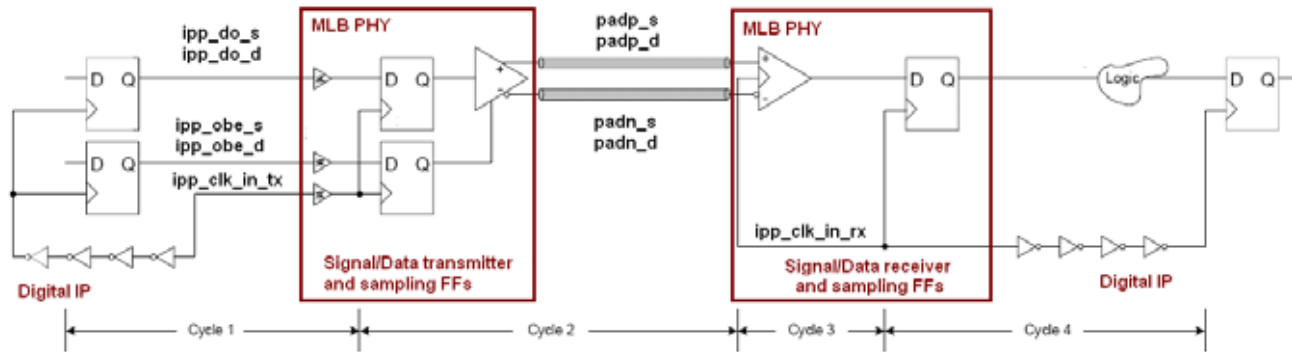 MLB PHY
MLB PHY
ipp_do_s
ipp_do_d
padp_s
padp_d
D Q
D Q
D Q
Logic
D Q
ipp_obe_s
ipp_obe_d
padn_s
padn_d
D Q
D Q
ipp_clk_in_tx
ipp_clk_in_rx
Signal/Data transmitter
and sampling FFs
Signal/Data receiver
and sampling FFs
Digital IP
Digital IP
Cycle 1
Cycle 2
Cycle 3
Cycle 4